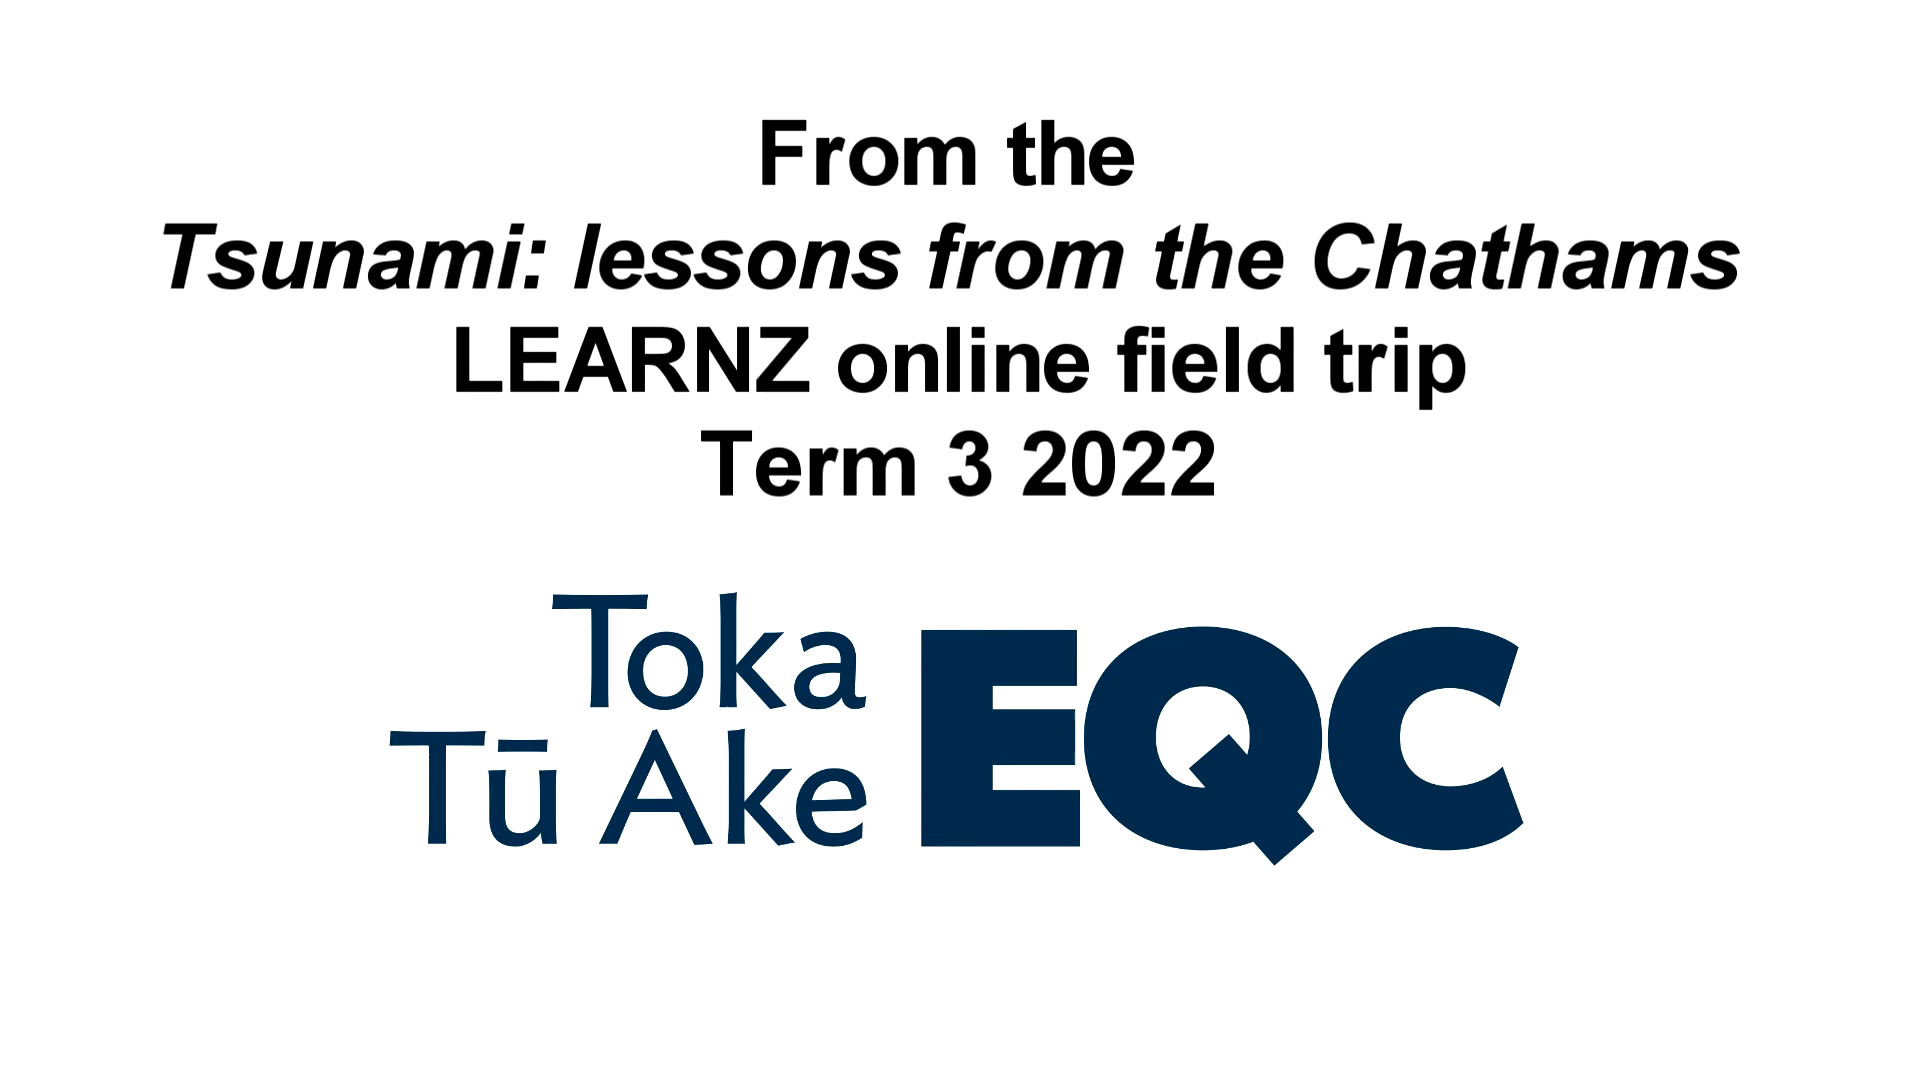 From the
Tsunami: lessons from the Chathams
LEARNZ online field trip
Term 3 2022
Toka
Tū Ake
EQC